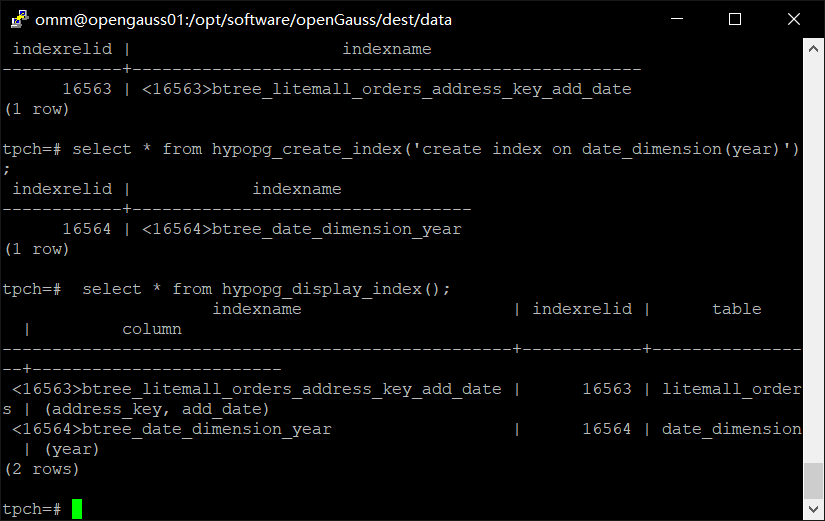 omm@opengauss01:/opt/software/openGauss/dest/data
 indexrelid |                     indexname
------------+---------------------------------------------------
      16563 | <16563>btree_litemall_orders_address_key_add_date
(1 row)

tpch=# select * from hypopg_create_index('create index on date_dimension(year)')
;
 indexrelid |            indexname
------------+----------------------------------
      16564 | <16564>btree_date_dimension_year
(1 row)

tpch=#  select * from hypopg_display_index();
                     indexname                     | indexrelid |      table
  |         column
---------------------------------------------------+------------+---------------
--+-------------------------
 <16563>btree_litemall_orders_address_key_add_date |      16563 | litemall_order
s | (address_key, add_date)
 <16564>btree_date_dimension_year                  |      16564 | date_dimension
  | (year)
(2 rows)

tpch=#